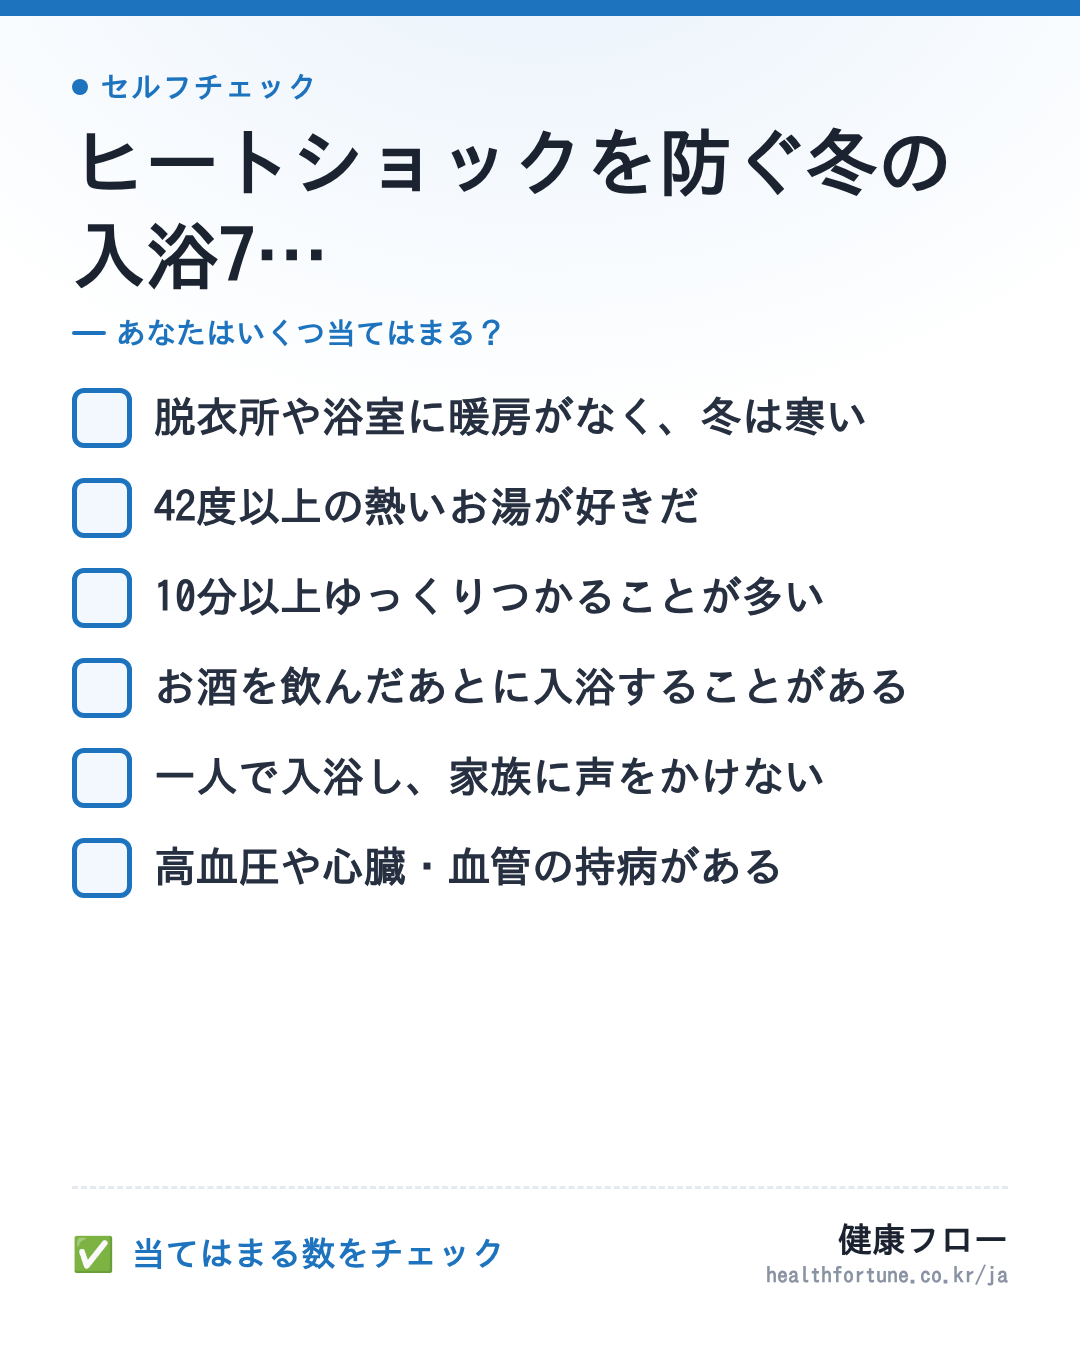 セルフチェック
ヒートショックを防ぐ冬の
入浴7…
— あなたはいくつ当てはまる？
脱衣所や浴室に暖房がなく、冬は寒い
42度以上の熱いお湯が好きだ
10分以上ゆっくりつかることが多い
お酒を飲んだあとに入浴することがある
一人で入浴し、家族に声をかけない
高血圧や心臓・血管の持病がある
✅ 当てはまる数をチェック
健康フロー
healthfortune.co.kr/ja